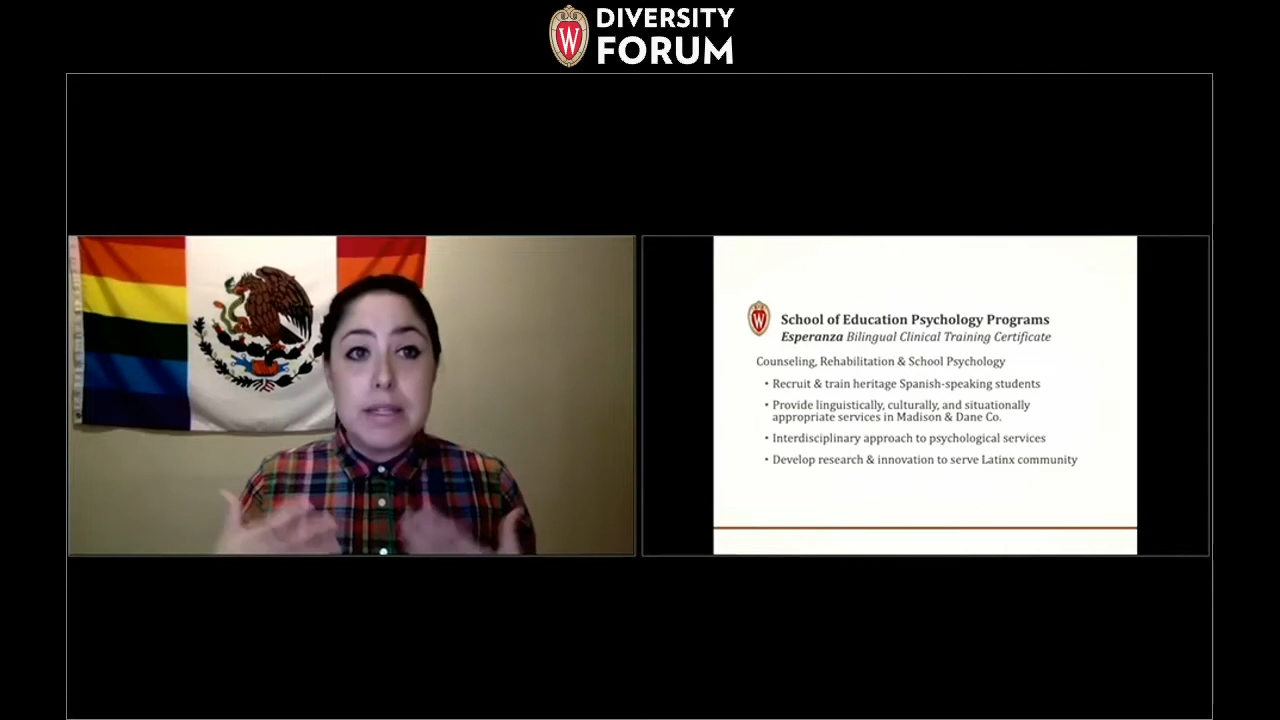 DIVERSITY
FORUM
W
W
School of Education Psychology Programs
Esperanza Bilingual Clinical Training Certificate
Counseling, Rehabilitation & School Psychology
• Recruit & train heritage Spanish-speaking students
• Provide linguistically, culturally, and situationally
appropriate services in Madison & Dane Co.
• Interdisciplinary approach to psychological services
• Develop research & innovation to serve Latinx community